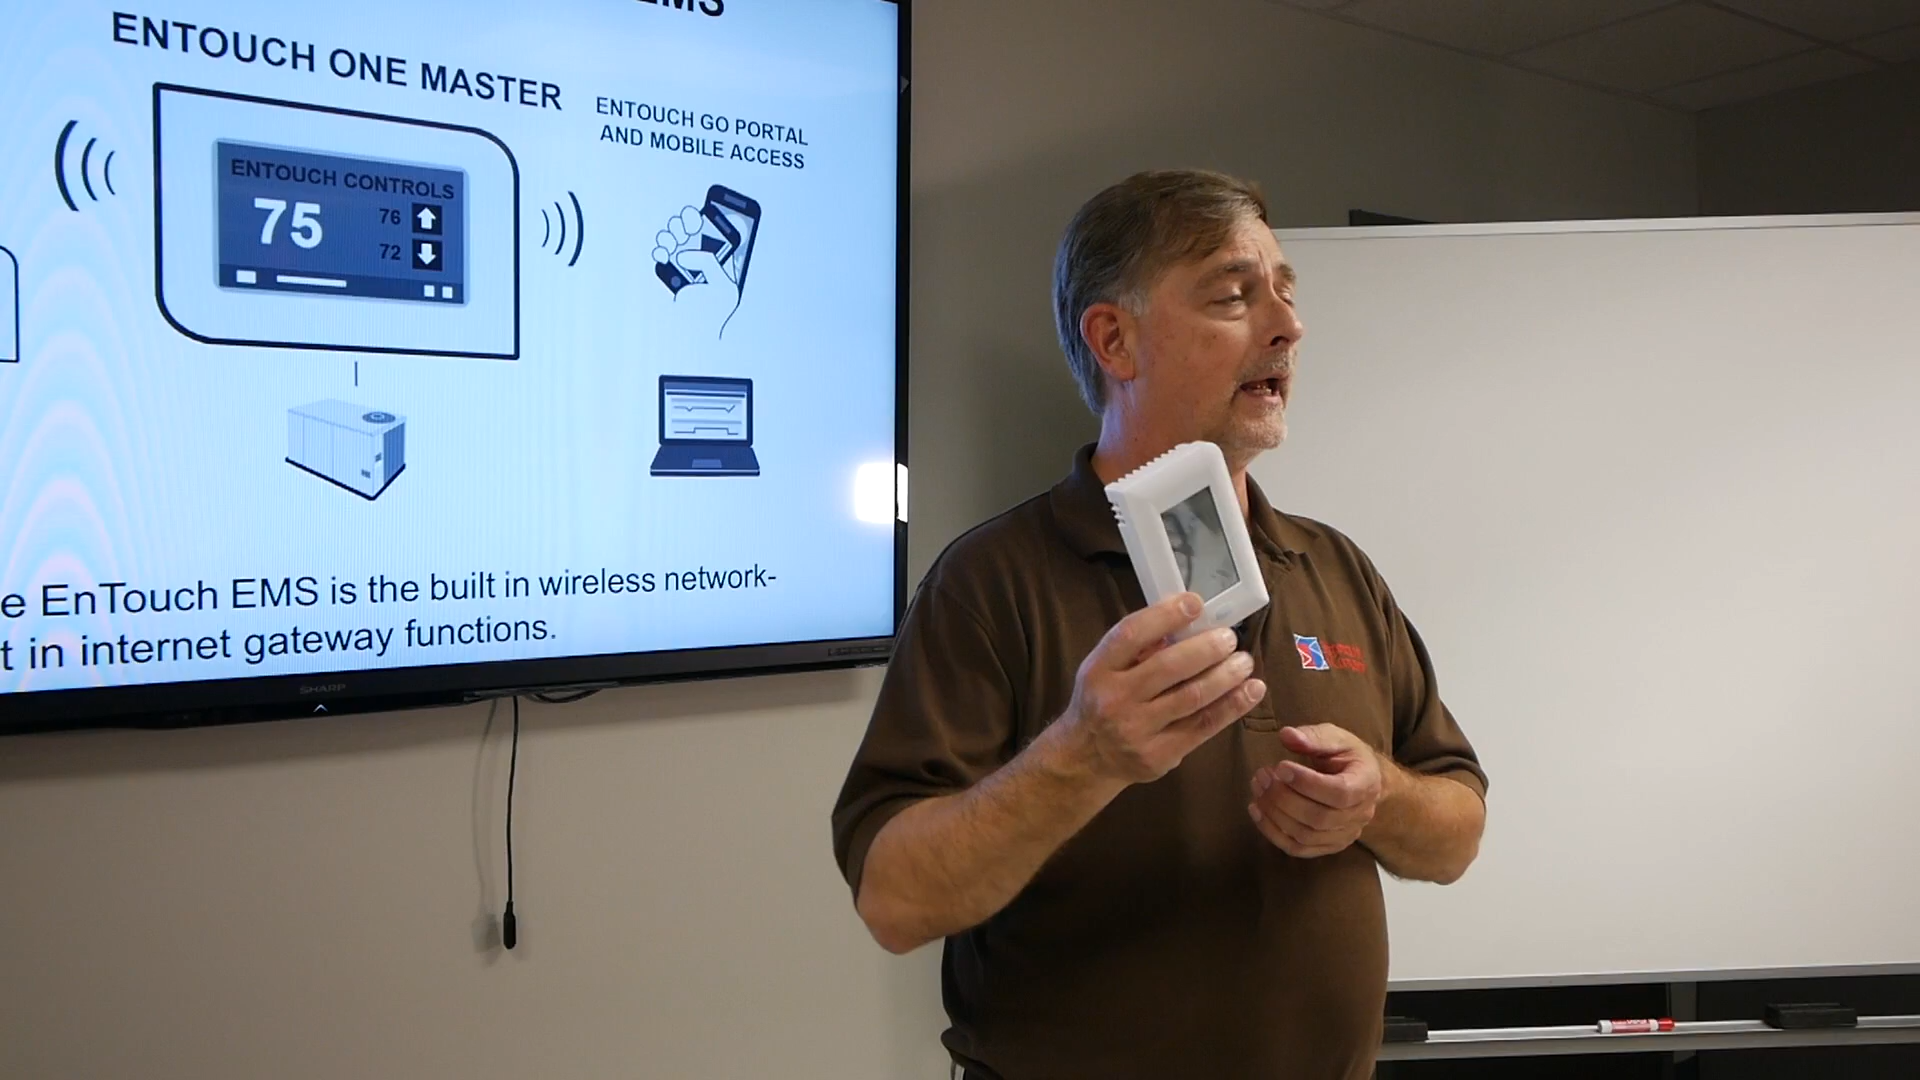 EMS
ENTOUCH ONE MASTER
ENTOUCH GO PORTAL
AND MOBILE ACCESS
ENTOUCH CONTROLS
75
76
72
e EnTouch EMS is the built in wireless network-
t in internet gateway functions.
SHARP